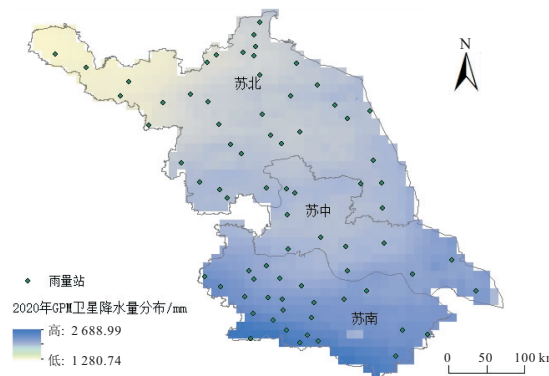 N
苏北
苏中
雨量站
2020年GPM卫星降水量分布/mm
苏南
高: 2 688.99
低: 1 280.74
0 50 100 km